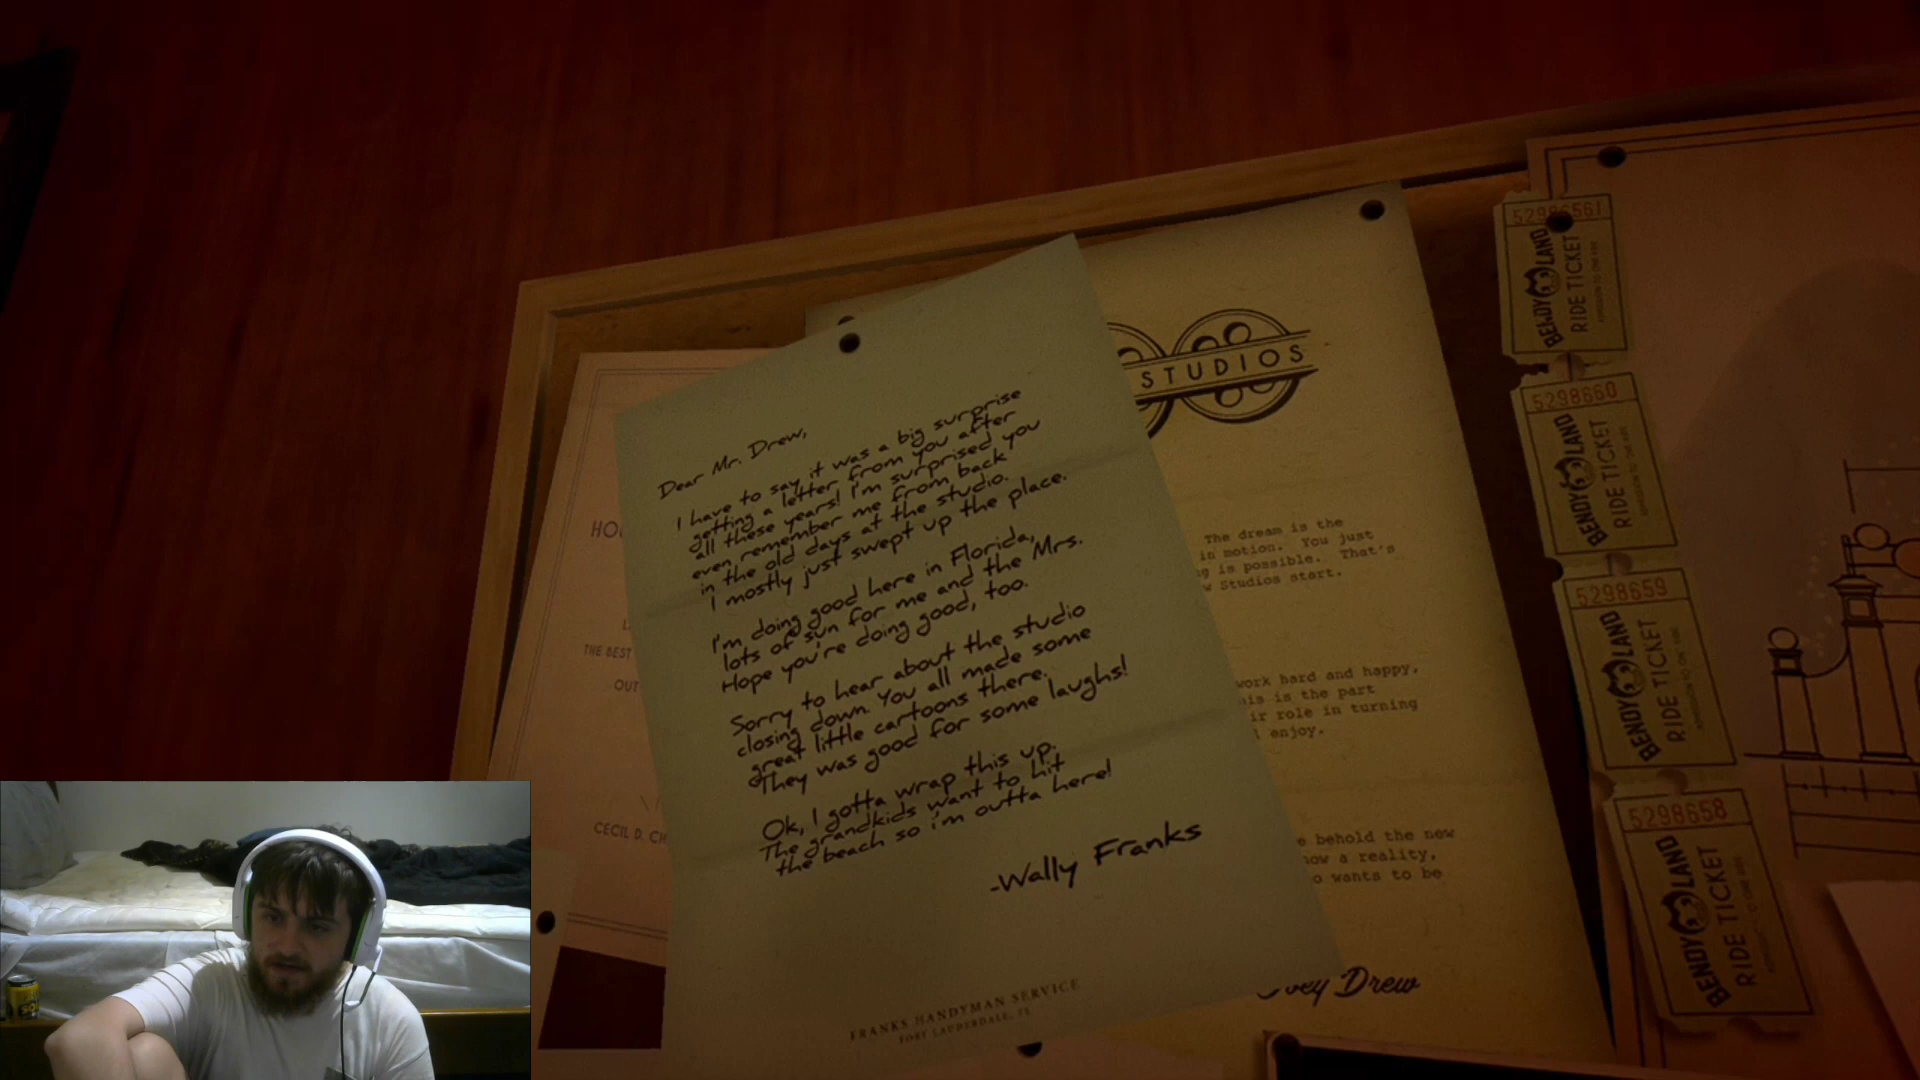 Dear Mr. Drew,
I have to say it was a big surprise
getting a letter from you after
all these years! I'm surprised you
even remember me from back
in the old days at the studio.
I mostly just swept up the place.
I'm doing good here in Florida,
lots of sun for me and the Mrs.
Hope you're doing good, too.
Sorry to hear about the studio
closing down. You all made some
great little cartoons there.
They was good for some laughs!
Ok, I gotta wrap this up.
The grandkids want to hit
the beach so i'm outta here!
-Wally Franks
FRANKS HANDYMAN SERVICE
FORT LAUDERDALE, FL
THE BEST
OUT
CECIL D.
STUDIOS
The dream is the
in motion. You just
is possible. That's
Studios start.
work hard and happy,
is is the part
role in turning
enjoy.
behold the new
now a reality,
wants to be
Joey Drew
BENDY LAND
RIDE TICKET
5298660
BENDY LAND
RIDE TICKET
5298659
BENDY LAND
RIDE TICKET
5298658
BENDY LAND
RIDE TICKET